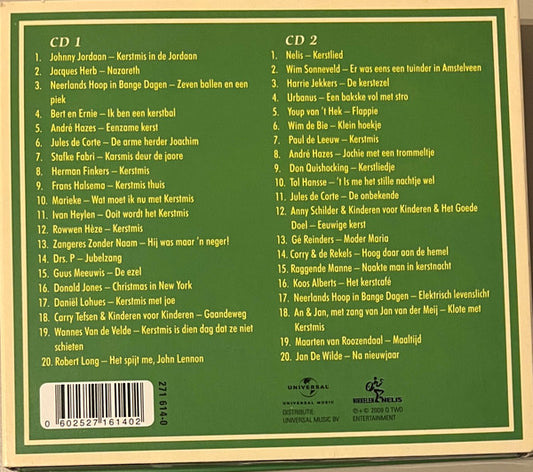 CD 1
1. Johnny Jordaan – Kerstmis in de Jordaan
2. Jacques Herb – Nazareth
3. Neerlands Hoop in Bange Dagen – Zeven ballen en een
piek
4. Bert en Ernie – Ik ben een kerstbal
5. André Hazes – Eenzame kerst
6. Jules de Corte – De arme herder Joachim
7. Stafke Fabri – Karsmis deur de jaore
8. Herman Finkers – Kerstmis
9. Frans Halsema – Kerstmis thuis
10. Marieke – Wat moet ik nu met Kerstmis
11. Ivan Heylen – Ooit wordt het Kerstmis
12. Rowwen Hèze – Kerstmis
13. Zangeres Zonder Naam – Hij was maar 'n neger!
14. Drs. P – Jubelzang
15. Guus Meeuwis – De ezel
16. Donald Jones – Christmas in New York
17. Daniël Lohues – Kerstmis met joe
18. Carry Tefsen & Kinderen voor Kinderen – Gaandeweg
19. Wannes Van de Velde – Kerstmis is dien dag dat ze niet
schieten
20. Robert Long – Het spijt me, John Lennon
CD 2
1. Nelis – Kerstlied
2. Wim Sonneveld – Er was eens een tuinder in Amstelveen
3. Harrie Jekkers – De kerstezel
4. Urbanus – Een bakske vol met stro
5. Youp van 't Hek – Flappie
6. Wim de Bie – Klein hoekje
7. Paul de Leeuw – Kerstmis
8. André Hazes – Jochie met een trommeltje
9. Don Quishocking – Kerstliedje
10. Tol Hansse – 't Is me het stille nachtje wel
11. Jules de Corte – De onbekende
12. Anny Schilder & Kinderen voor Kinderen & Het Goede
Doel – Eeuwige kerst
13. Gé Reinders – Moder Maria
14. Corry & de Rekels – Hoog daar aan de hemel
15. Raggende Manne – Naakte man in kerstnacht
16. Koos Alberts – Het kerstcafé
17. Neerlands Hoop in Bange Dagen – Elektrisch levenslicht
18. An & Jan, met zang van Jan van der Meij – Klote met
Kerstmis
19. Maarten van Roozendaal – Maaltijd
20. Jan De Wilde – Na nieuwjaar
0 602527 161402
271 614-0
UNIVERSAL
UNIVERSAL MUSIC
DISTRIBUTIE
UNIVERSAL MUSIC BV
NIKKELEN NELIS
℗ + © 2009 D TWO
ENTERTAINMENT